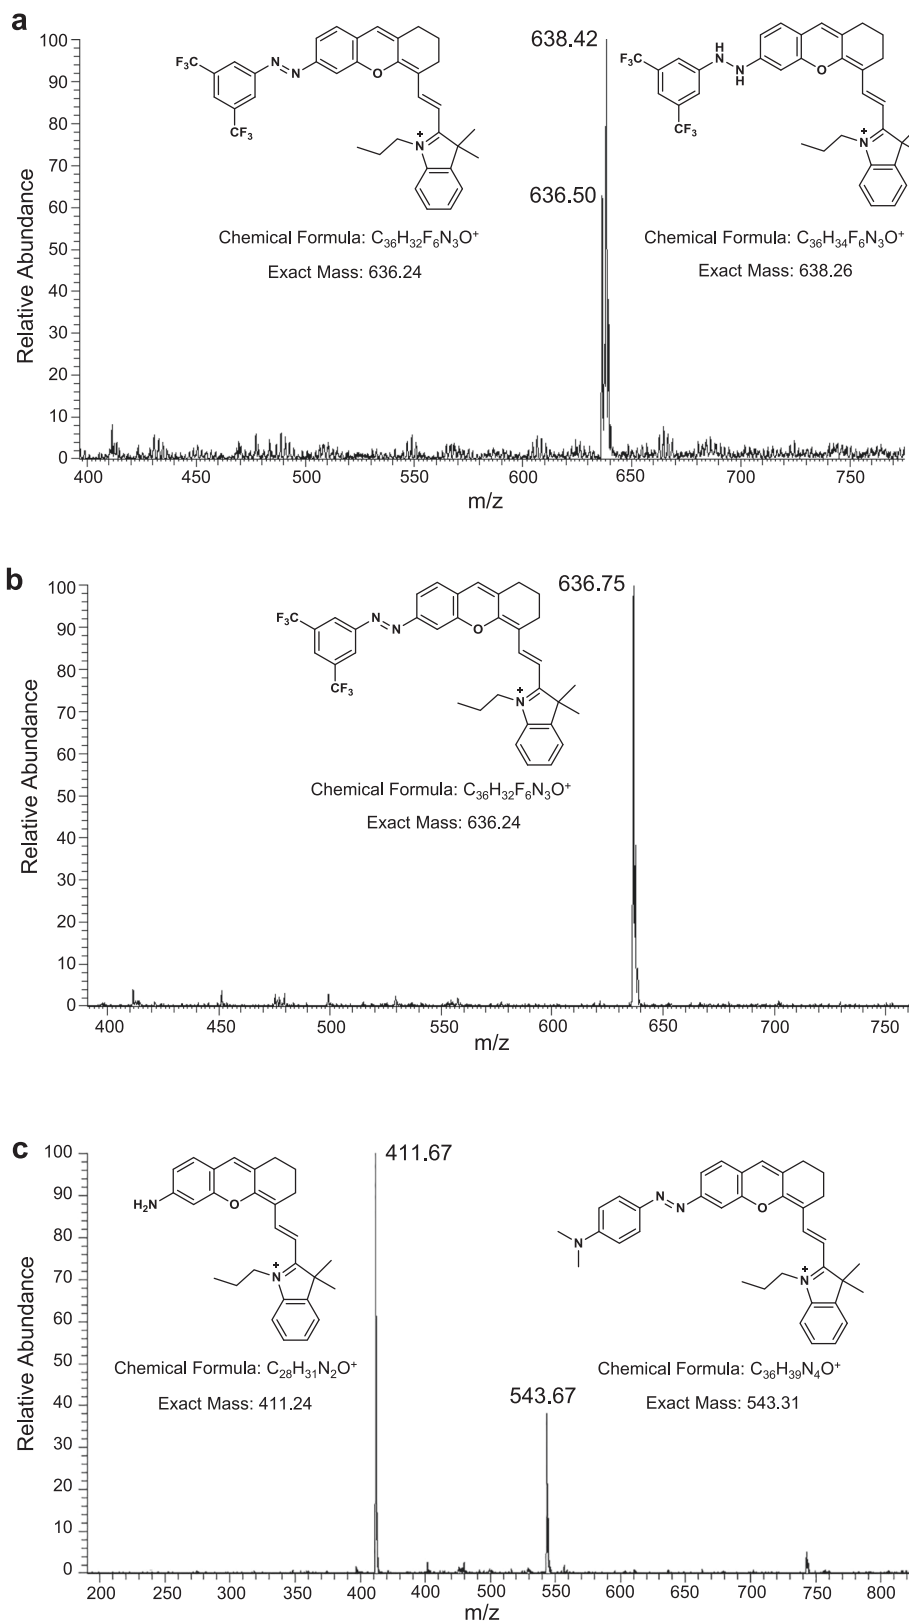 a
638.42
636.50
F₃C
N
N
O
CF₃
N
+
F₃C
H
N
N
H
O
CF₃
N
+
Chemical Formula: C₃₆H₃₂F₆N₃O⁺
Exact Mass: 636.24
Chemical Formula: C₃₆H₃₄F₆N₃O⁺
Exact Mass: 638.26
Relative Abundance
100
90
80
70
60
50
40
30
20
10
0
400 450 500 550 600 650 700 750
m/z
b
636.75
F₃C
N
N
O
CF₃
N
+
Chemical Formula: C₃₆H₃₂F₆N₃O⁺
Exact Mass: 636.24
Relative Abundance
100
90
80
70
60
50
40
30
20
10
0
400 450 500 550 600 650 700 750
m/z
c
411.67
543.67
H₂N
O
N
+
N
N
N
O
N
+
Chemical Formula: C₂₈H₃₁N₂O⁺
Exact Mass: 411.24
Chemical Formula: C₃₆H₃₉N₄O⁺
Exact Mass: 543.31
Relative Abundance
100
90
80
70
60
50
40
30
20
10
0
200 250 300 350 400 450 500 550 600 650 700 750 800
m/z